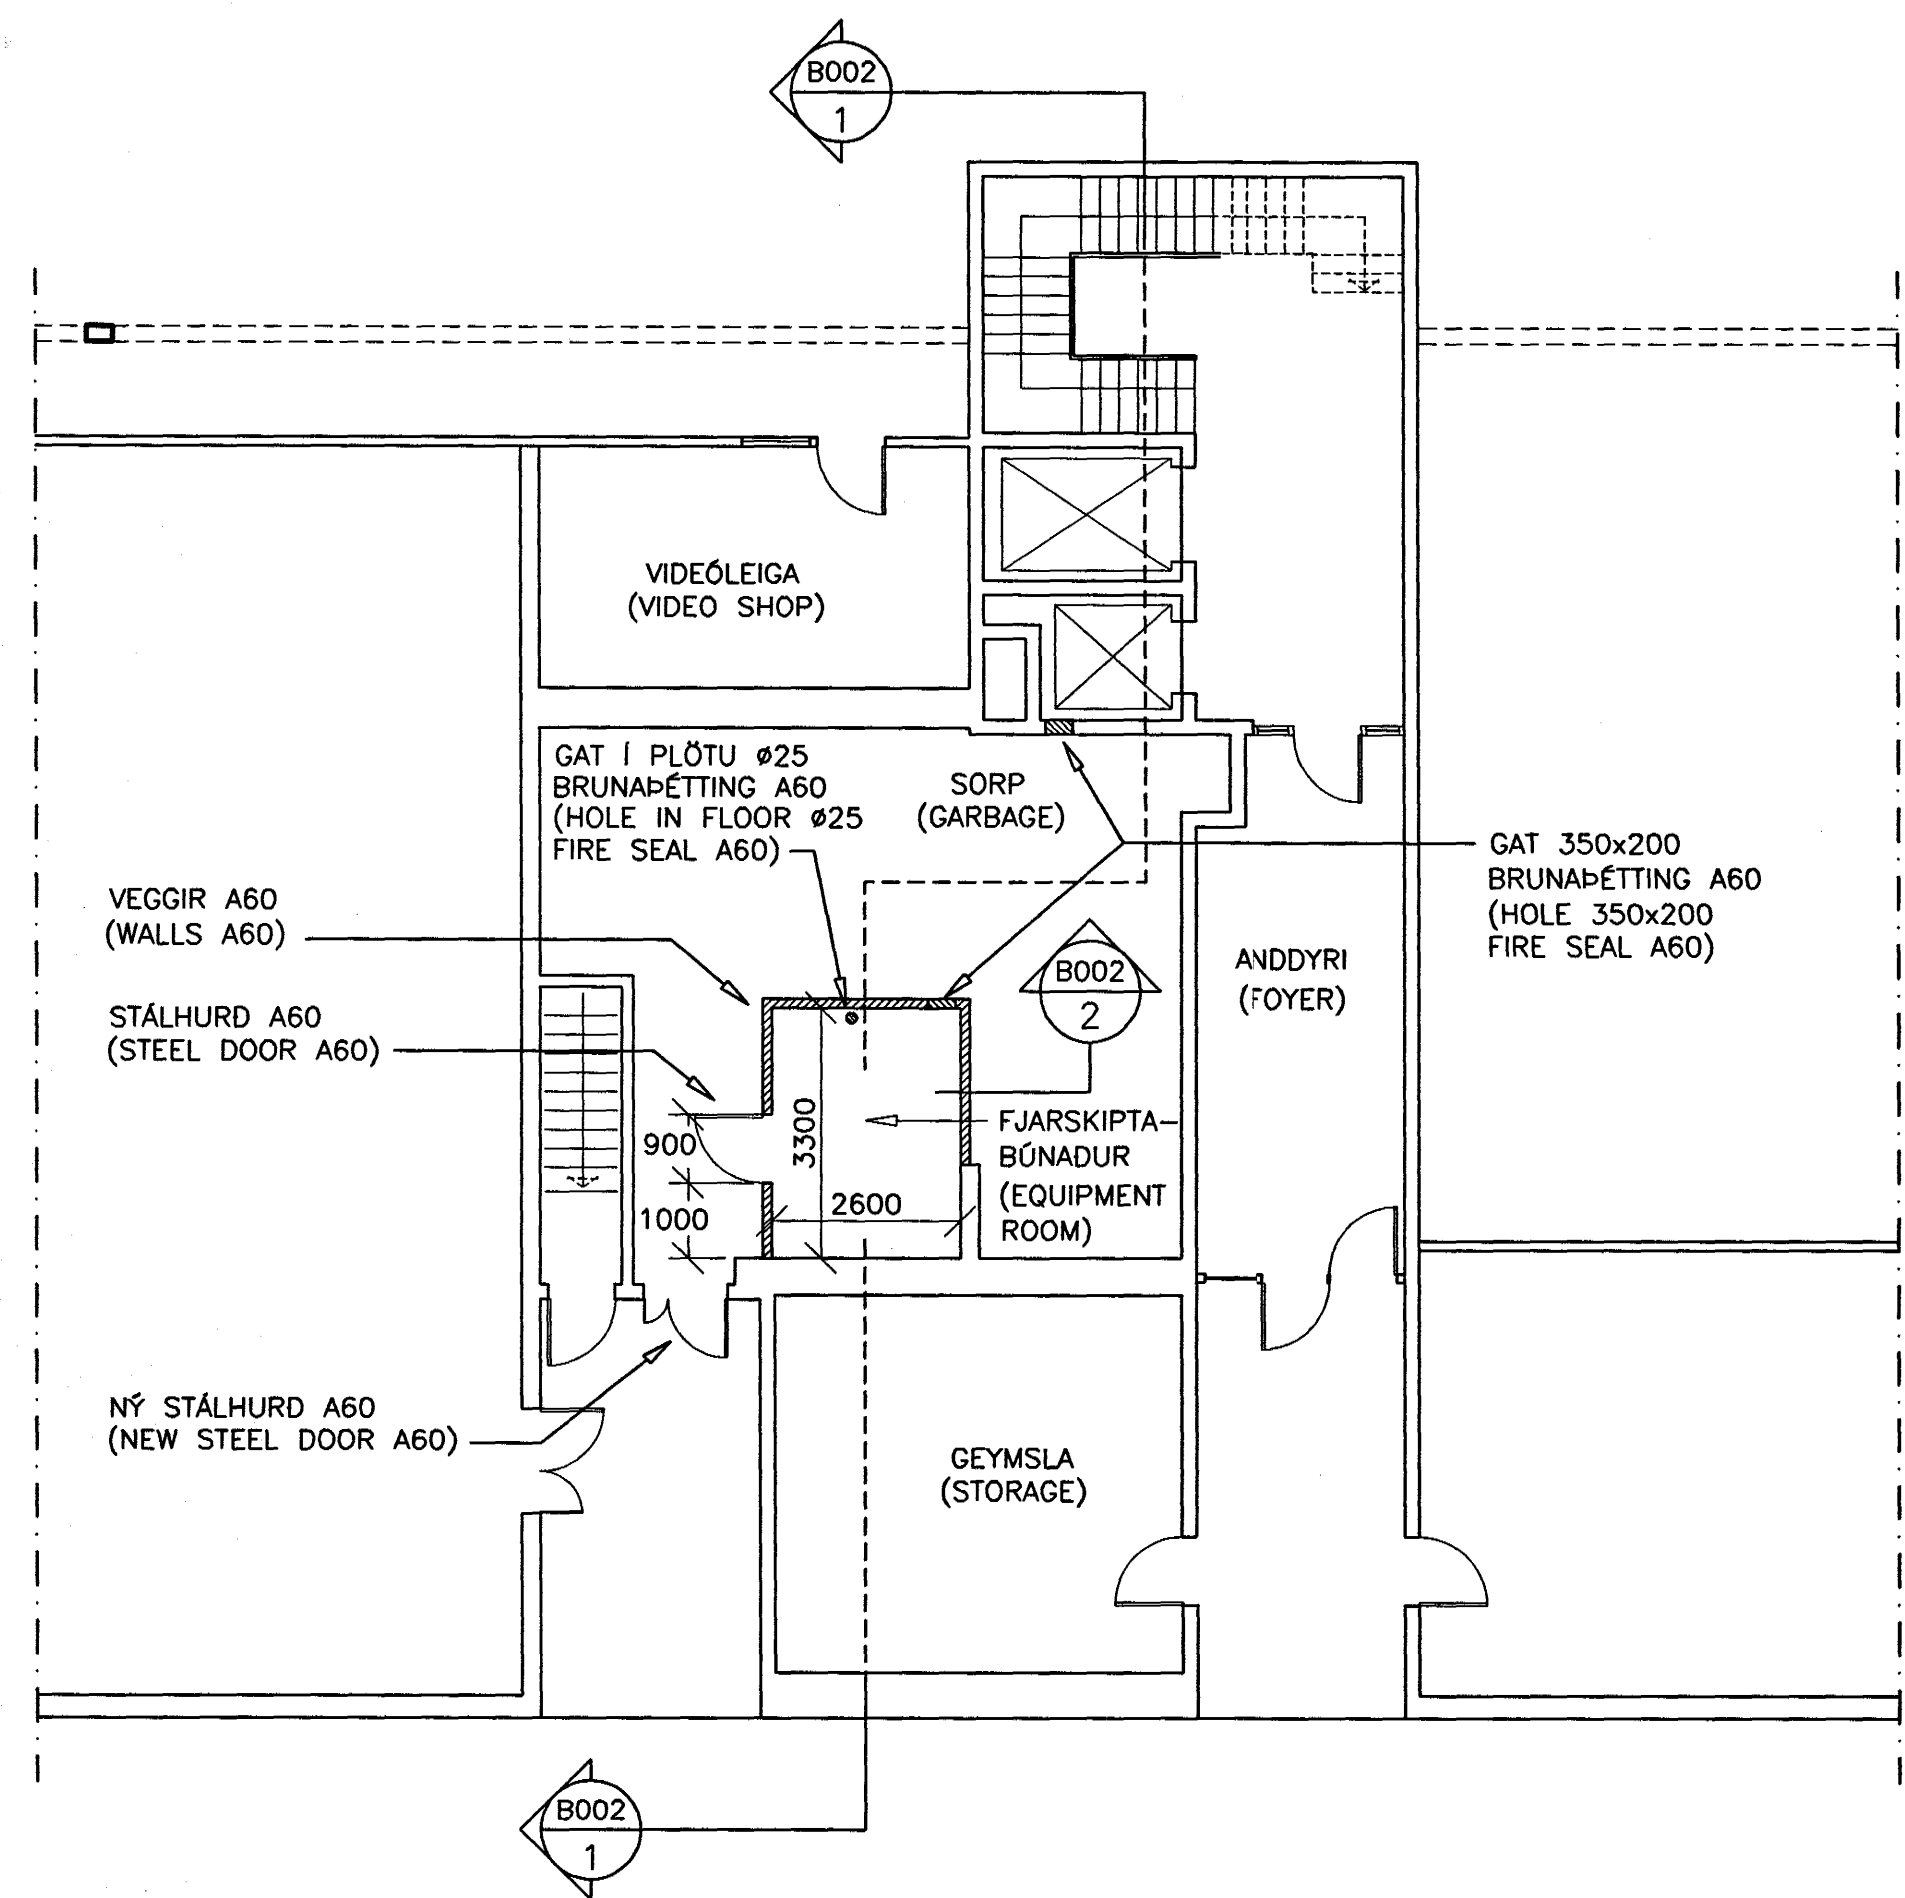 B002
1
VIDEÓLEIGA
(VIDEO SHOP)
GAT Í PLÖTU ø25
BRUNAÞÉTTING A60
(HOLE IN FLOOR ø25
FIRE SEAL A60)
SORP
(GARBAGE)
GAT 350x200
BRUNAÞÉTTING A60
(HOLE 350x200
FIRE SEAL A60)
VEGGIR A60
(WALLS A60)
ANDDYRI
(FOYER)
B002
2
STÁLHURÐ A60
(STEEL DOOR A60)
900
1000
3300
2600
FJARSKIPTA-
BÚNAÐUR
(EQUIPMENT
ROOM)
NÝ STÁLHURÐ A60
(NEW STEEL DOOR A60)
GEYMSLA
(STORAGE)
B002
1